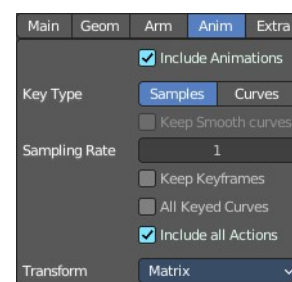 Main Geom Arm Anim Extra
Include Animations
Key Type Samples Curves
Keep Smooth curves
Sampling Rate 1
Keep Keyframes
All Keyed Curves
Include all Actions
Transform Matrix